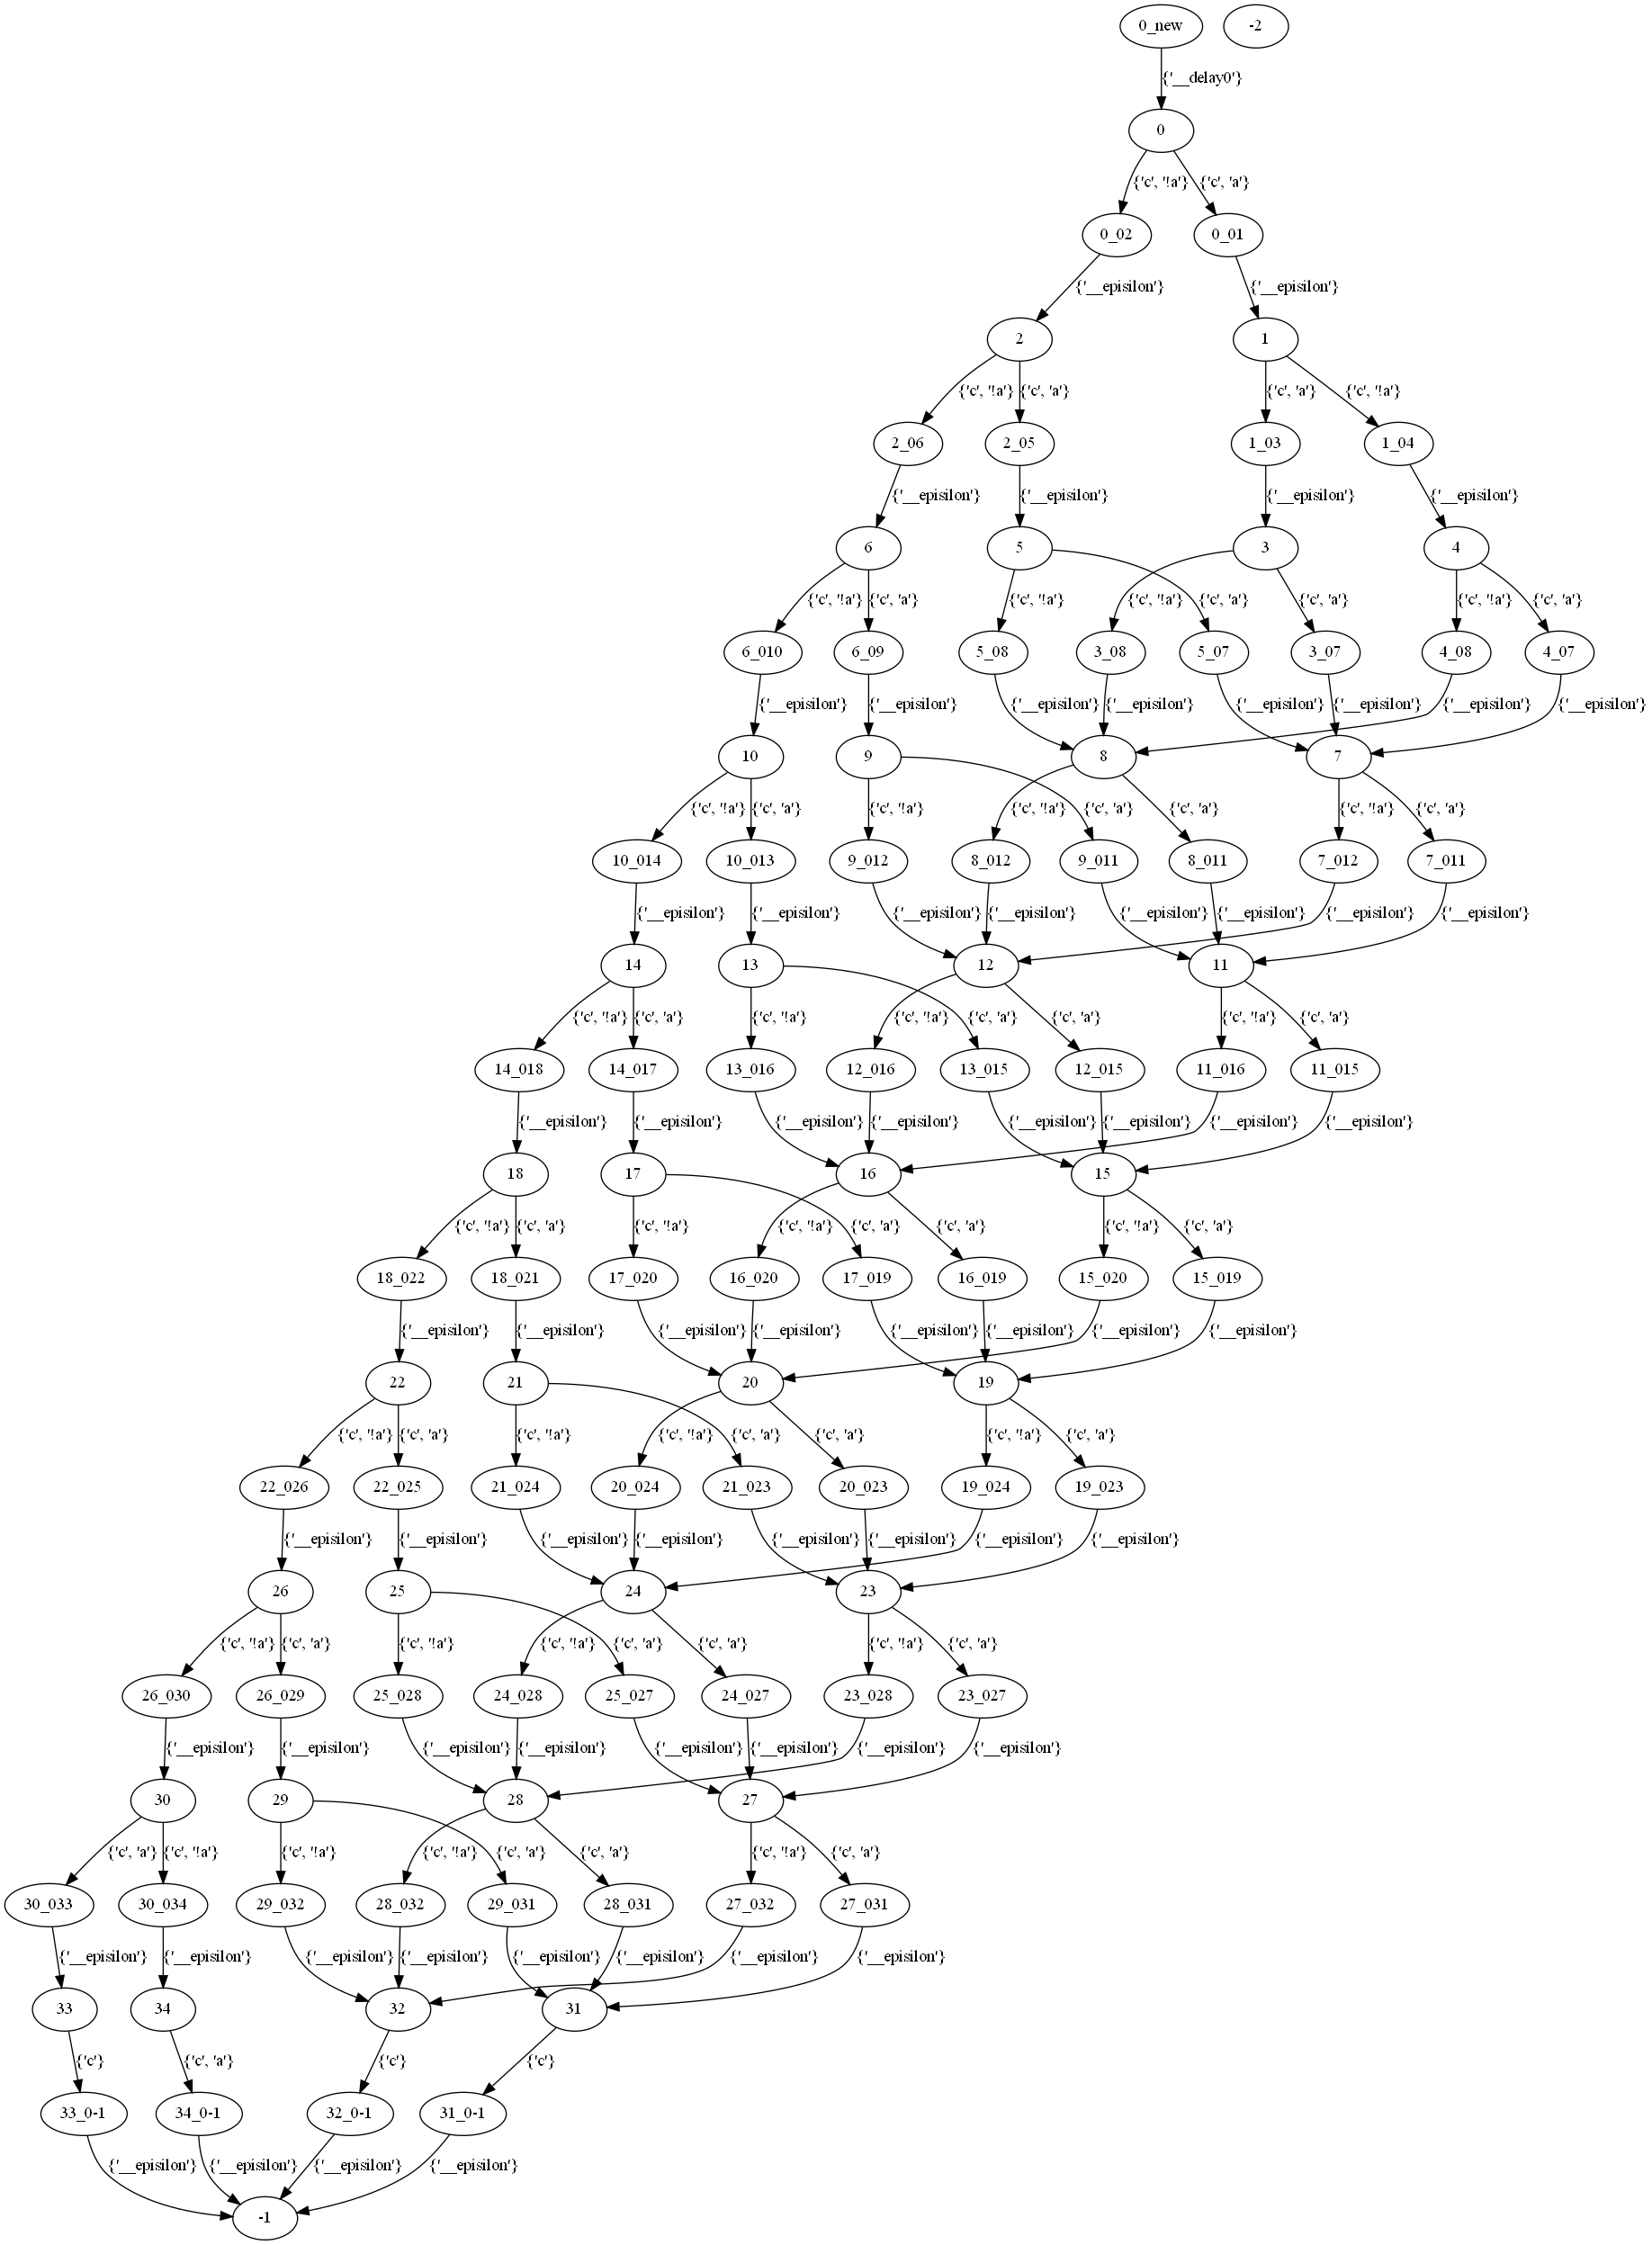 0_new -2
{'__delay0'}
0
{'c', '!a'} {'c', 'a'}
0_02 0_01
{'__episilon'} {'__episilon'}
2 1
{'c', '!a'} {'c', 'a'} {'c', 'a'} {'c', '!a'}
2_06 2_05 1_03 1_04
{'__episilon'} {'__episilon'} {'__episilon'} {'__episilon'}
6 5 3 4
{'c', '!a'} {'c', 'a'} {'c', '!a'} {'c', '!a'} {'c', 'a'} {'c', 'a'} {'c', '!a'} {'c', 'a'}
6_010 6_09 5_08 3_08 5_07 3_07 4_08 4_07
{'__episilon'} {'__episilon'} {'__episilon'} {'__episilon'} {'__episilon'} {'__episilon'} {'__episilon'} {'__episilon'}
10 9 8 7
{'c', '!a'} {'c', 'a'} {'c', '!a'} {'c', '!a'} {'c', 'a'} {'c', 'a'} {'c', '!a'} {'c', 'a'}
10_014 10_013 9_012 8_012 9_011 8_011 7_012 7_011
{'__episilon'} {'__episilon'} {'__episilon'} {'__episilon'} {'__episilon'} {'__episilon'} {'__episilon'} {'__episilon'}
14 13 12 11
{'c', '!a'} {'c', 'a'} {'c', '!a'} {'c', '!a'} {'c', 'a'} {'c', 'a'} {'c', '!a'} {'c', 'a'}
14_018 14_017 13_016 12_016 13_015 12_015 11_016 11_015
{'__episilon'} {'__episilon'} {'__episilon'} {'__episilon'} {'__episilon'} {'__episilon'} {'__episilon'} {'__episilon'}
18 17 16 15
{'c', '!a'} {'c', 'a'} {'c', '!a'} {'c', '!a'} {'c', 'a'} {'c', 'a'} {'c', '!a'} {'c', 'a'}
18_022 18_021 17_020 16_020 17_019 16_019 15_020 15_019
{'__episilon'} {'__episilon'} {'__episilon'} {'__episilon'} {'__episilon'} {'__episilon'} {'__episilon'} {'__episilon'}
22 21 20 19
{'c', '!a'} {'c', 'a'} {'c', '!a'} {'c', '!a'} {'c', 'a'} {'c', 'a'} {'c', '!a'} {'c', 'a'}
22_026 22_025 21_024 20_024 21_023 20_023 19_024 19_023
{'__episilon'} {'__episilon'} {'__episilon'} {'__episilon'} {'__episilon'} {'__episilon'} {'__episilon'} {'__episilon'}
26 25 24 23
{'c', '!a'} {'c', 'a'} {'c', '!a'} {'c', '!a'} {'c', 'a'} {'c', 'a'} {'c', '!a'} {'c', 'a'}
26_030 26_029 25_028 24_028 25_027 24_027 23_028 23_027
{'__episilon'} {'__episilon'} {'__episilon'} {'__episilon'} {'__episilon'} {'__episilon'} {'__episilon'} {'__episilon'}
30 29 28 27
{'c', 'a'} {'c', '!a'} {'c', '!a'} {'c', '!a'} {'c', 'a'} {'c', 'a'} {'c', '!a'} {'c', 'a'}
30_033 30_034 29_032 28_032 29_031 28_031 27_032 27_031
{'__episilon'} {'__episilon'} {'__episilon'} {'__episilon'} {'__episilon'} {'__episilon'} {'__episilon'} {'__episilon'}
33 34 32 31
{'c'} {'c', 'a'} {'c'} {'c'}
33_0-1 34_0-1 32_0-1 31_0-1
{'__episilon'} {'__episilon'} {'__episilon'} {'__episilon'}
-1